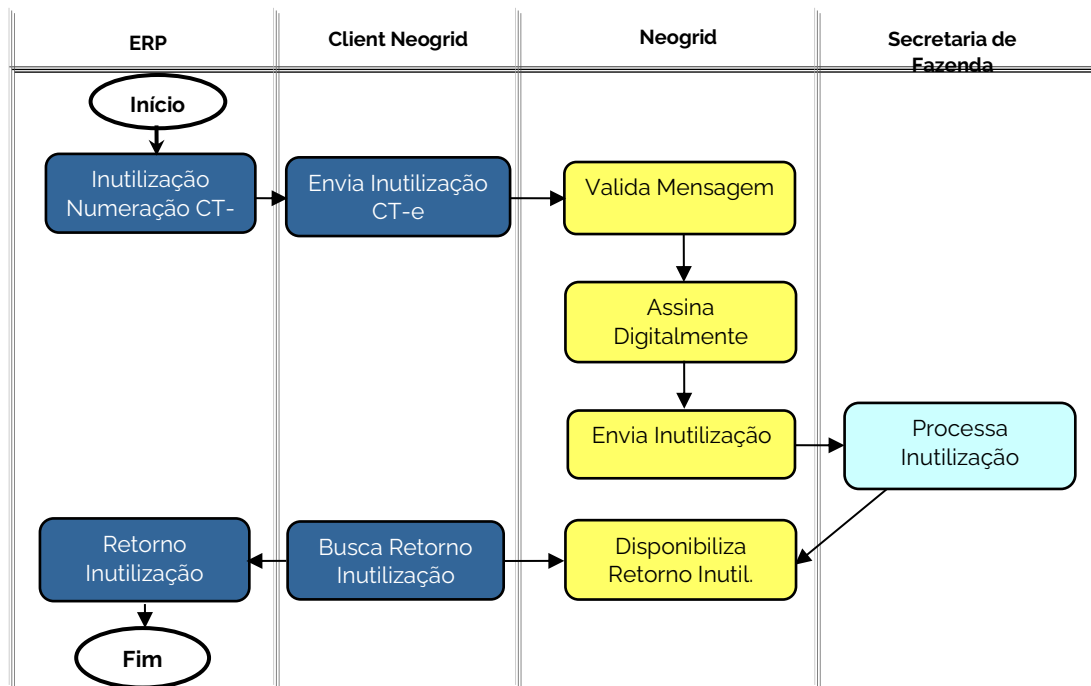 ERP
Client Neogrid
Neogrid
Secretaria de
Fazenda
Início
Inutilização
Numeração CT-
Envia Inutilização
CT-e
Valida Mensagem
Assina
Digitalmente
Envia Inutilização
Processa
Inutilização
Retorno
Inutilização
Busca Retorno
Inutilização
Disponibiliza
Retorno Inutil.
Fim